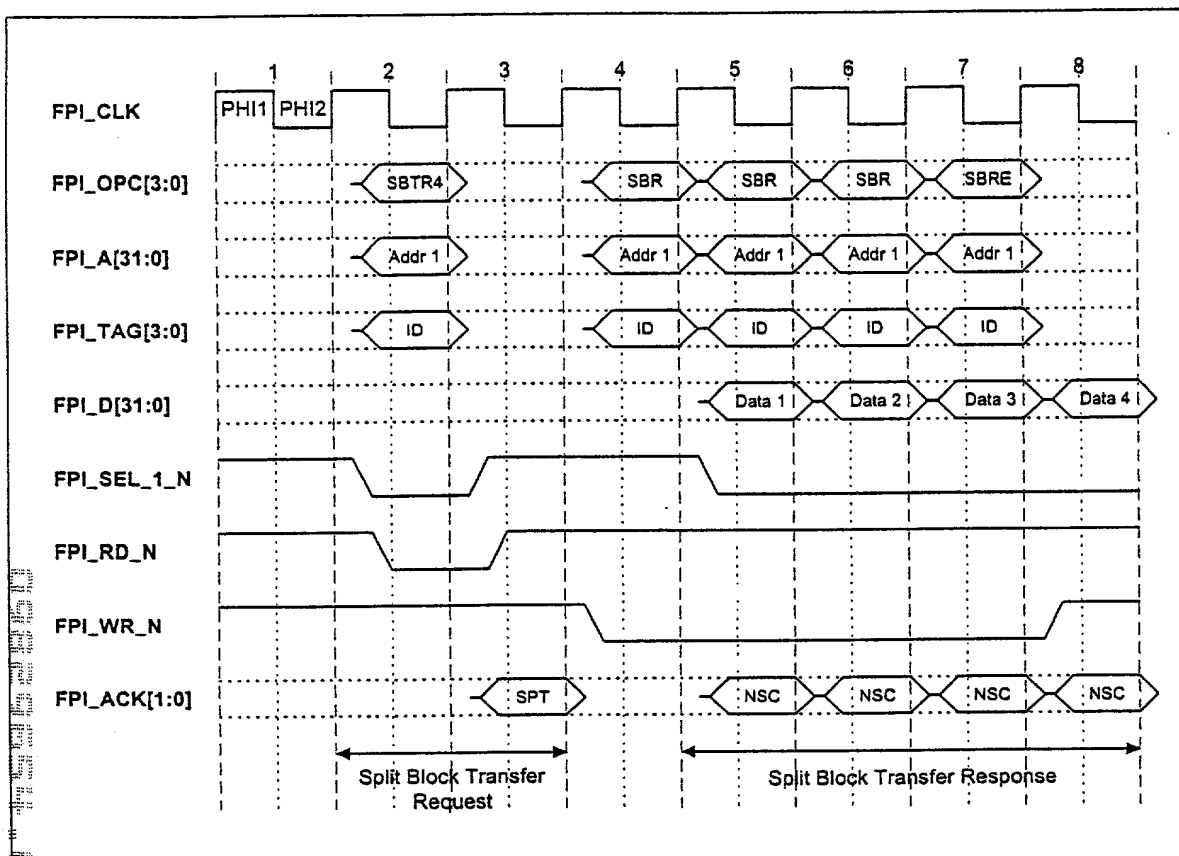 1 2 3 4 5 6 7 8
FPI_CLK PHI1 PHI2
FPI_OPC[3:0] SBTR4 SBR SBR SBR SBRE
FPI_A[31:0] Addr 1 Addr 1 Addr 1 Addr 1 Addr 1
FPI_TAG[3:0] ID ID ID ID ID
FPI_D[31:0] Data 1 Data 2 Data 3 Data 4
FPI_SEL_1_N
FPI_RD_N
FPI_WR_N
FPI_ACK[1:0] SPT NSC NSC NSC NSC
Split Block Transfer Request
Split Block Transfer Response